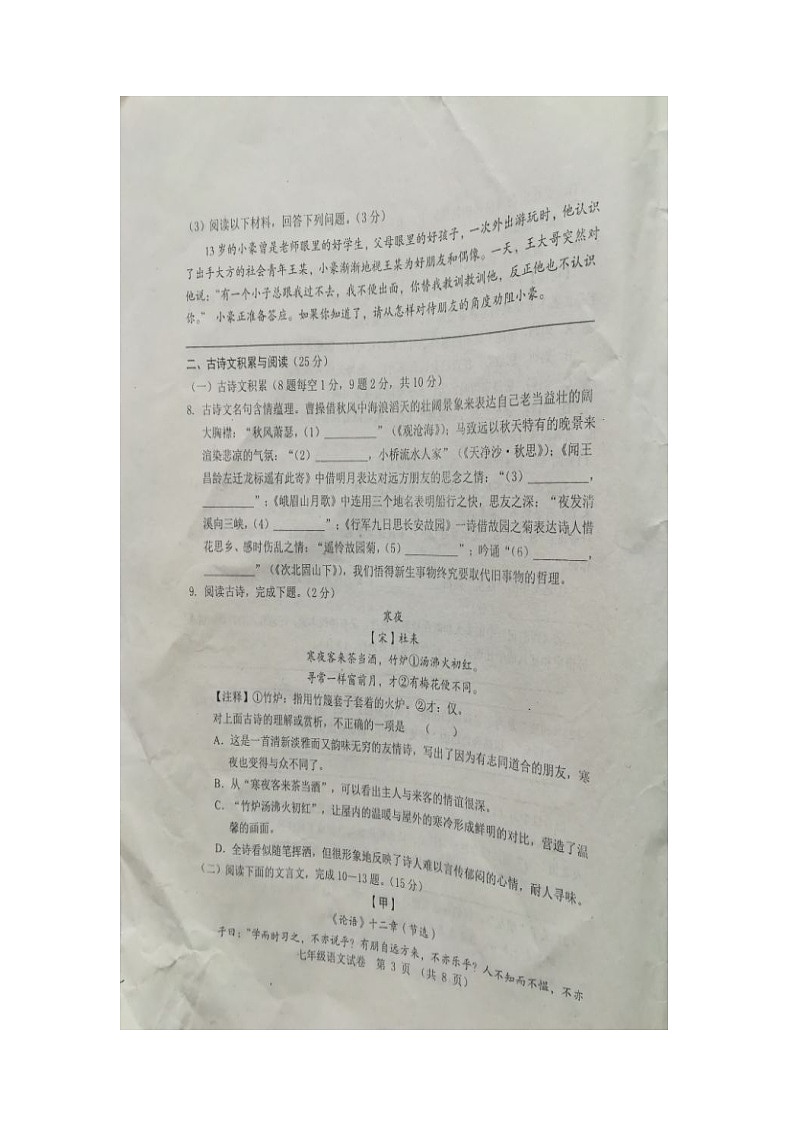 (3)阅读以下材料，回答下列问题。(3分)
13岁的小豪曾是老师眼里的好学生，父母眼里的好孩子，一次外出游玩时，他认识
了出手大方的社会青年王某，小豪渐渐地视王某为好朋友和偶像。一天，王大哥突然对
他说：“有一个小子总跟我过不去，我不便出面，你替我教训教训他，反正他也不认识
你。”小豪正准备答应。如果你知道了，请从怎样对待朋友的角度劝阻小豪。
二、古诗文积累与阅读(25分)
(一)古诗文积累(8题每空1分，9题2分，共10分)
8. 古诗文名句含情蕴理。曹操借秋风中海浪滔天的壮阔景象来表达自己老当益壮的阔
大胸襟：“秋风萧瑟，(1)________”(《观沧海》)；马致远以秋天特有的晚景来
渲染悲凉的气氛：“(2)________，小桥流水人家”(《天净沙·秋思》)；《闻王
昌龄左迁龙标遥有此寄》中借明月表达对远方朋友的思念之情：“(3)________，
________”；《峨眉山月歌》中连用三个地名表明船行之快，思友之深：“夜发清
溪向三峡，(4)________”；《行军九日思长安故园》一诗借故园之菊表达诗人惜
花思乡、感时伤乱之情：“遥怜故园菊，(5)________”；吟诵“(6)________，
________”(《次北固山下》)，我们悟得新生事物终究要取代旧事物的哲理。
9. 阅读古诗，完成下题。(2分)
寒夜
【宋】杜耒
寒夜客来茶当酒，竹炉①汤沸火初红。
寻常一样窗前月，才②有梅花便不同。
【注释】①竹炉：指用竹篾套子套着的火炉。②才：仅。
对上面古诗的理解或赏析，不正确的一项是 （ ）
A. 这是一首清新淡雅而又韵味无穷的友情诗，写出了因为有志同道合的朋友，寒
夜也变得与众不同了。
B. 从“寒夜客来茶当酒”，可以看出主人与来客的情谊很深。
C. “竹炉汤沸火初红”，让屋内的温暖与屋外的寒冷形成鲜明的对比，营造了温
馨的画面。
D. 全诗看似随笔挥洒，但很形象地反映了诗人难以言传郁闷的心情，耐人寻味。
(二)阅读下面的文言文，完成10—13题。(15分)
【甲】
《论语》十二章(节选)
子曰：“学而时习之，不亦说乎？有朋自远方来，不亦乐乎？人不知而不愠，不亦
七年级语文试卷 第3页 (共8页)